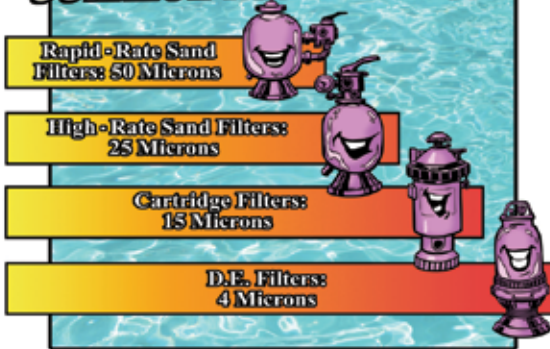 Rapid-Rate Sand
Filters: 50 Microns
High-Rate Sand Filters:
25 Microns
Cartridge Filters:
15 Microns
D.E. Filters:
4 Microns